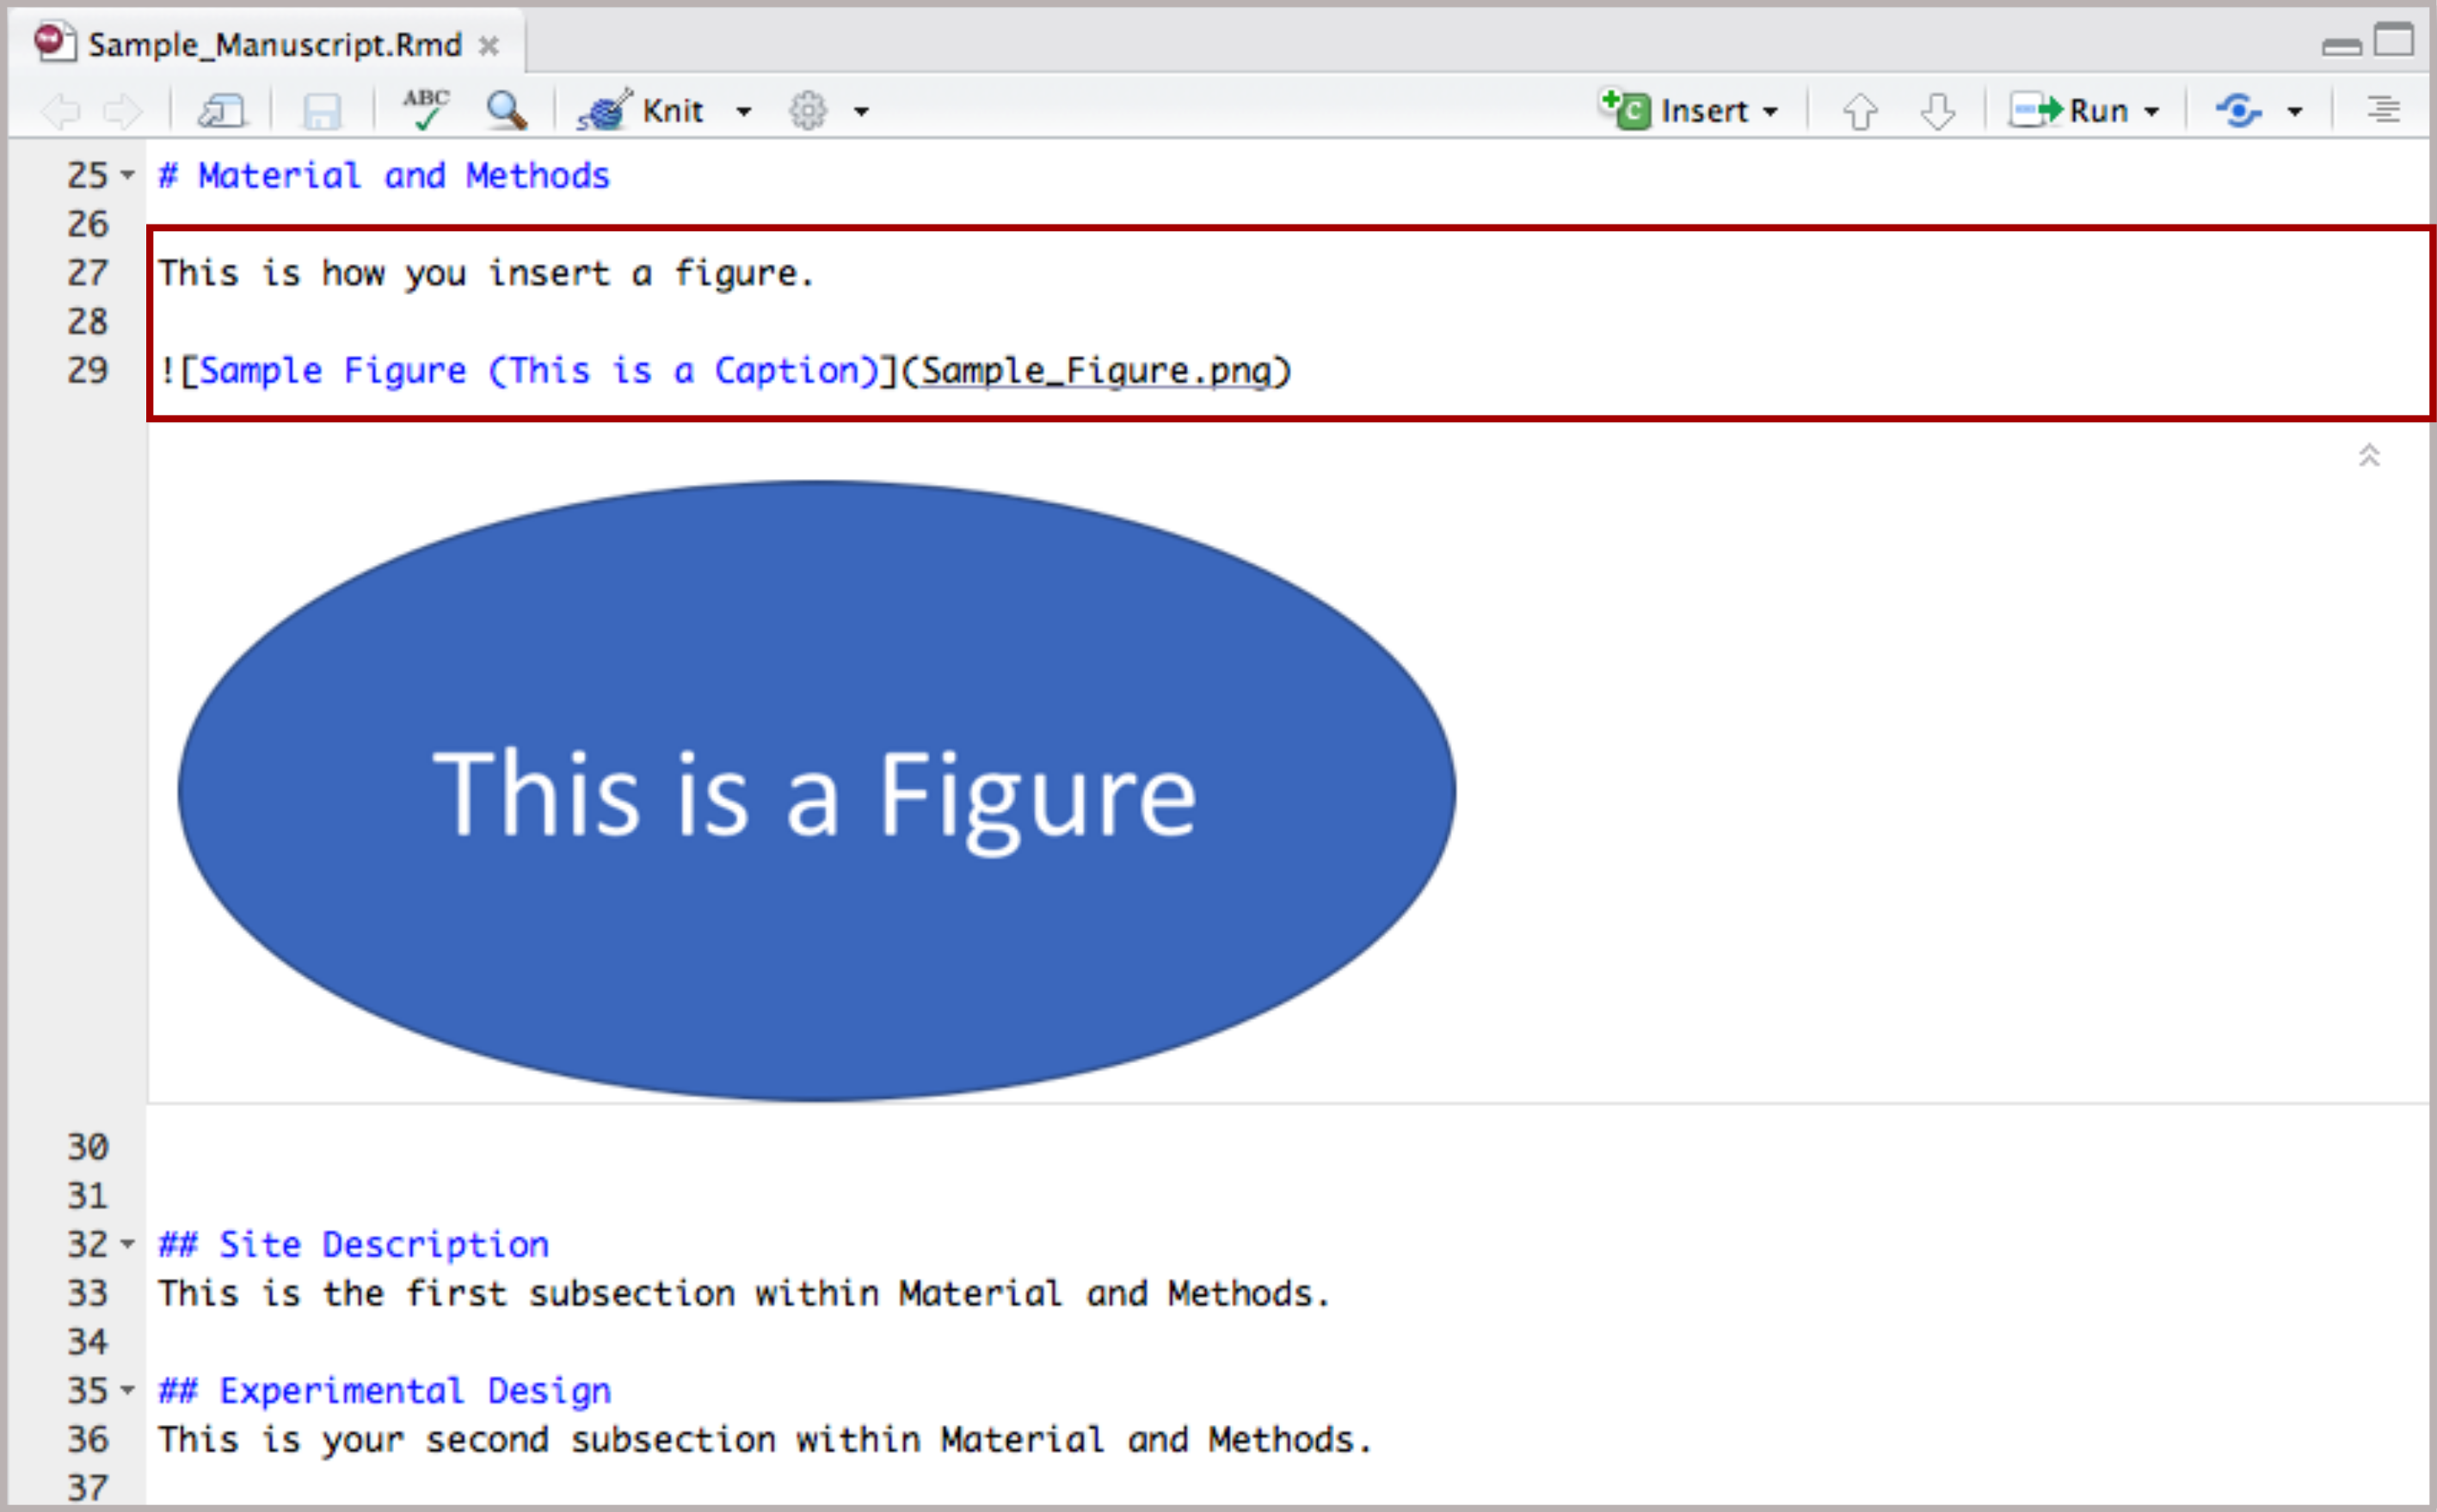 Sample_Manuscript.Rmd
ABC Knit Insert Run
25 # Material and Methods
26
27 This is how you insert a figure.
28
29 ![Sample Figure (This is a Caption)](Sample_Figure.png)
This is a Figure
30
31
32 ## Site Description
33 This is the first subsection within Material and Methods.
34
35 ## Experimental Design
36 This is your second subsection within Material and Methods.
37